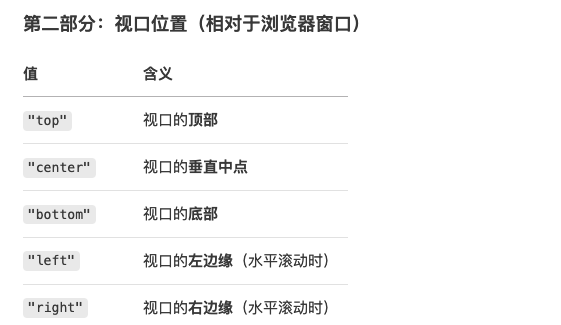 第二部分：视口位置（相对于浏览器窗口）
值 含义
"top" 视口的顶部
"center" 视口的垂直中点
"bottom" 视口的底部
"left" 视口的左边缘（水平滚动时）
"right" 视口的右边缘（水平滚动时）